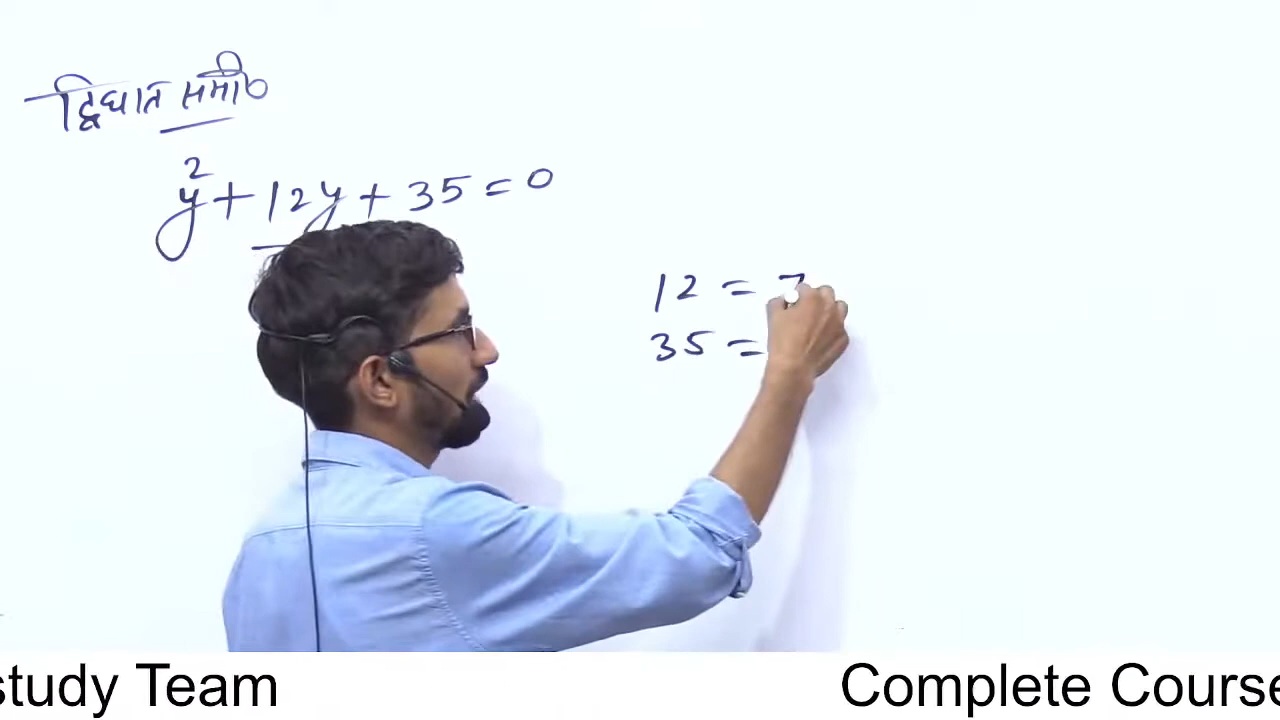 द्विघात समी०
y² + 12y + 35 = 0
12 = 7
35 =
study Team Complete Course